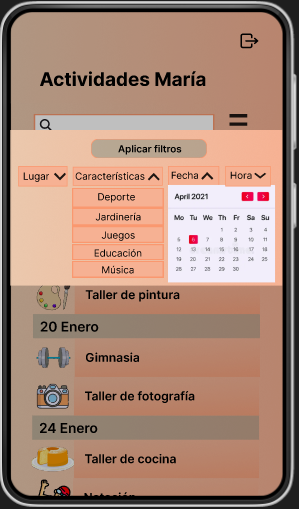 Actividades María
Aplicar filtros
Lugar Características Fecha Hora
Deporte
Jardinería
Juegos
Educación
Música
April 2021
Mo Tu We Th Fr Sa Su
1 2 3 4
5 6 7 8 9 10 11
12 13 14 15 16 17 18
19 20 21 22 23 24 25
26 27 28 29 30
Taller de pintura
20 Enero
Gimnasia
Taller de fotografía
24 Enero
Taller de cocina
Natación